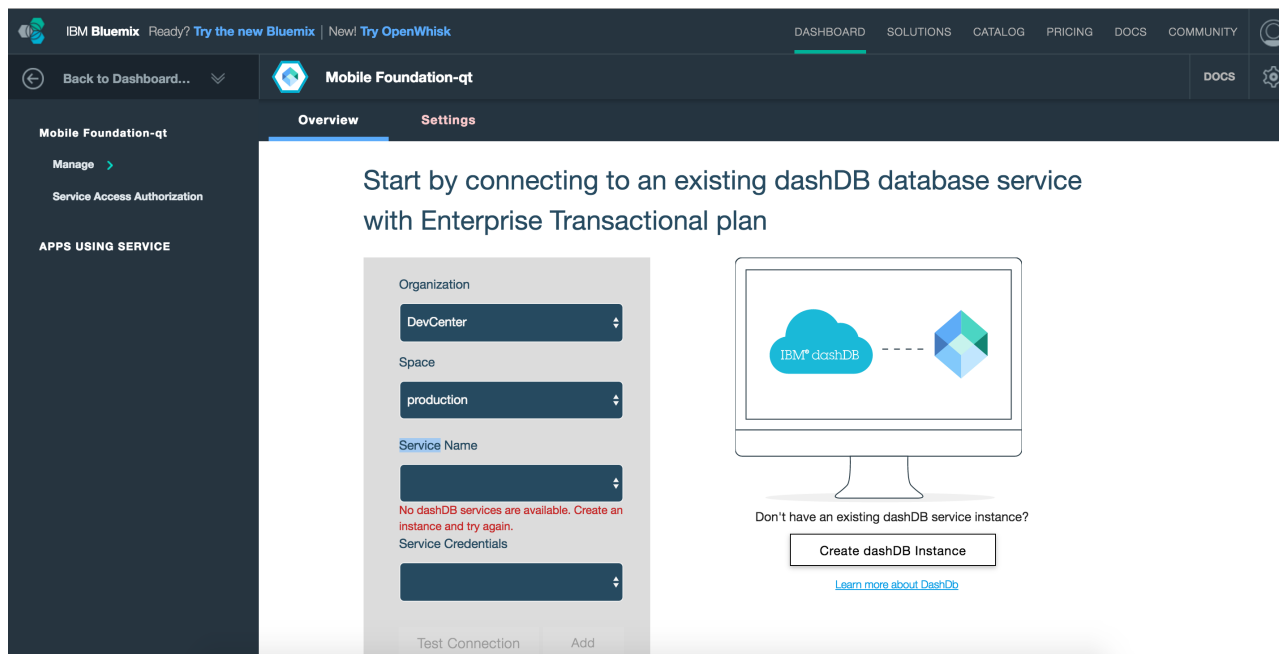 IBM Bluemix Ready? Try the new Bluemix | New! Try OpenWhisk
DASHBOARD SOLUTIONS CATALOG PRICING DOCS COMMUNITY
Back to Dashboard...
Mobile Foundation-qt
DOCS
Mobile Foundation-qt
Manage
Service Access Authorization
APPS USING SERVICE
Overview Settings
Start by connecting to an existing dashDB database service
with Enterprise Transactional plan
Organization
DevCenter
Space
production
Service Name
No dashDB services are available. Create an
instance and try again.
Service Credentials
Test Connection Add
IBM® dashDB
Don't have an existing dashDB service instance?
Create dashDB Instance
Learn more about DashDb